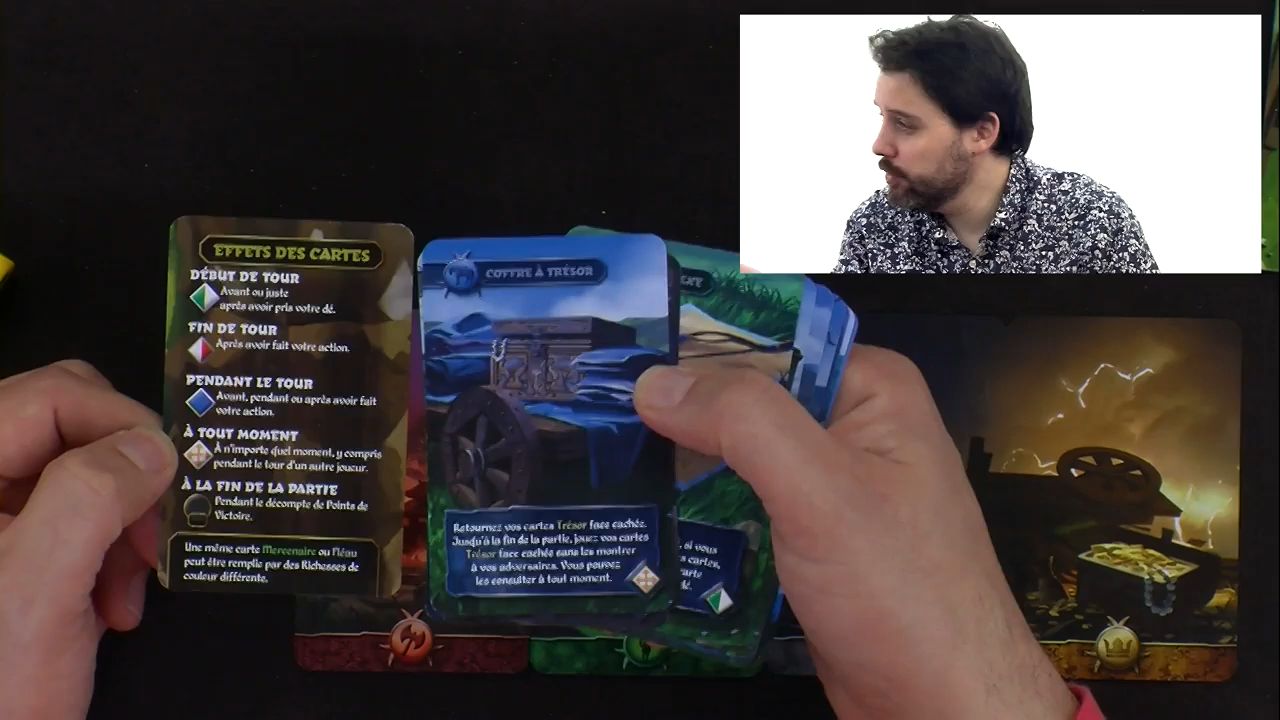 EFFETS DES CARTES
DÉBUT DE TOUR
Avant ou juste
après avoir pris votre dé.
FIN DE TOUR
Après avoir fait votre action.
PENDANT LE TOUR
Avant, pendant ou après avoir fait
votre action.
À TOUT MOMENT
À n'importe quel moment, y compris
pendant le tour d'un autre joueur.
À LA FIN DE LA PARTIE
Pendant le décompte de Points de
Victoire.
Une même carte Mercenaire ou Fléau
peut être remplie par des Richesses de
couleur différente.
COFFRE À TRÉSOR
Retournez vos cartes Trésor face cachée.
Jusqu'à la fin de la partie, jouez vos cartes
Trésor face cachée sans les montrer
à vos adversaires. Vous pouvez
les consulter à tout moment.
, si vous
s cartes,
arte
dé.